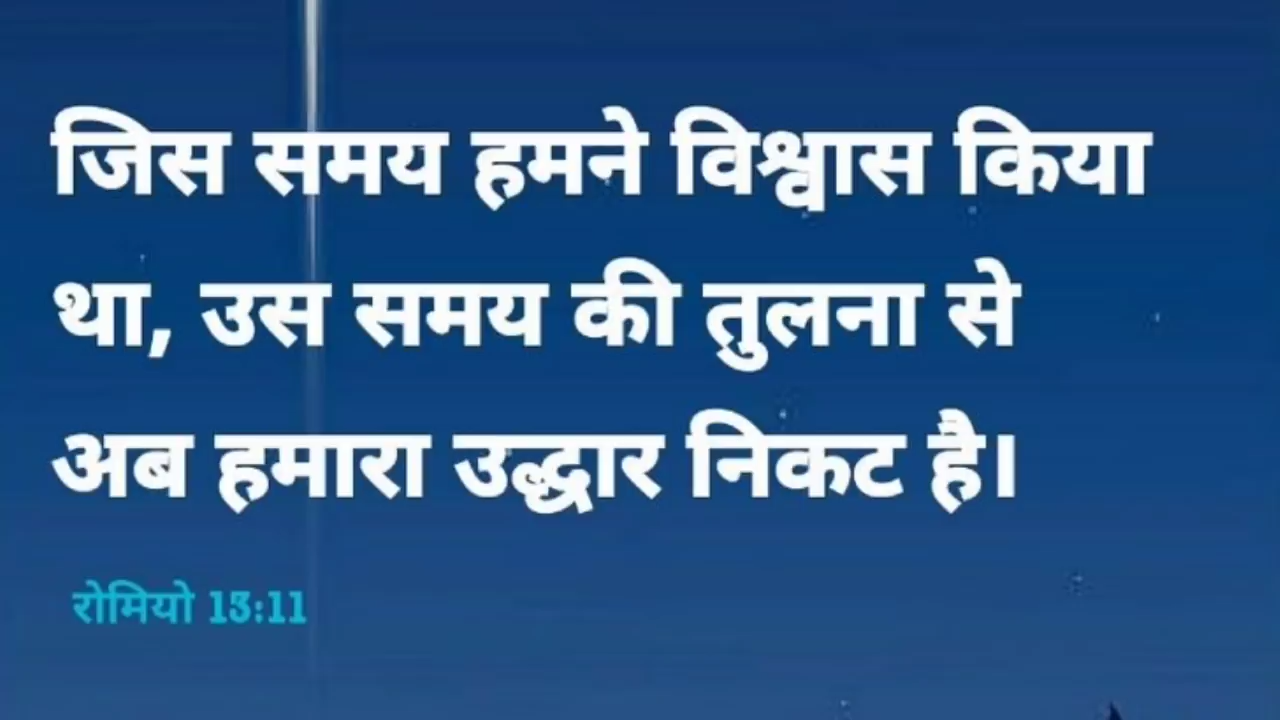 जिस समय हमने विश्वास किया
था, उस समय की तुलना से
अब हमारा उद्धार निकट है।
रोमियो 13:11